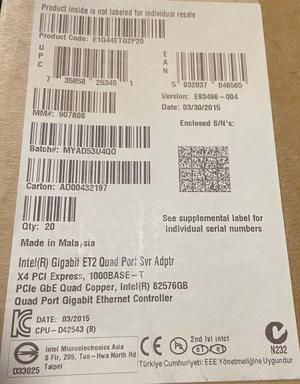 Product inside is not labeled for individual resale
Product Code: E1G44ET2P20
U P C
E A N
7 35858 25345 1
5 032037 046565
Version: E93496-004
Date: 03/30/2015
MM#: 907808
Enclosed S/N's:
Batch#: MYAD53U400
Carton: AD00432197
Qty: 20
See supplemental label for
individual serial numbers
Made in Malaysia
Intel(R) Gigabit ET2 Quad Port Svr Adptr
X4 PCI Express, 1000BASE-T
PCIe GbE Quad Copper, Intel(R) 82576GB
Quad Port Gigabit Ethernet Controller
DATE: 03/2015
CPU-D42543 (B)
Intel Microelectronics Asia
8 Flr, 205, Tun-Hwa North Rd
Taipei
D33025
CE
2nd lvl intct
N232
Türkiye Cumhuriyeti: EEE Yönetmeliğine Uygundur